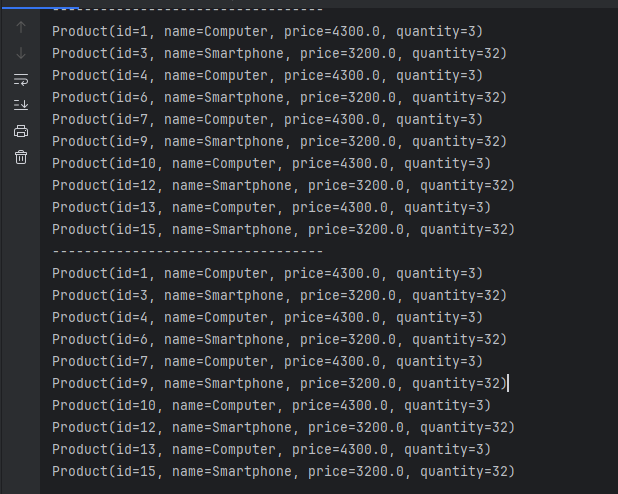 ----------------------------------
Product(id=1, name=Computer, price=4300.0, quantity=3)
Product(id=3, name=Smartphone, price=3200.0, quantity=32)
Product(id=4, name=Computer, price=4300.0, quantity=3)
Product(id=6, name=Smartphone, price=3200.0, quantity=32)
Product(id=7, name=Computer, price=4300.0, quantity=3)
Product(id=9, name=Smartphone, price=3200.0, quantity=32)
Product(id=10, name=Computer, price=4300.0, quantity=3)
Product(id=12, name=Smartphone, price=3200.0, quantity=32)
Product(id=13, name=Computer, price=4300.0, quantity=3)
Product(id=15, name=Smartphone, price=3200.0, quantity=32)
----------------------------------
Product(id=1, name=Computer, price=4300.0, quantity=3)
Product(id=3, name=Smartphone, price=3200.0, quantity=32)
Product(id=4, name=Computer, price=4300.0, quantity=3)
Product(id=6, name=Smartphone, price=3200.0, quantity=32)
Product(id=7, name=Computer, price=4300.0, quantity=3)
Product(id=9, name=Smartphone, price=3200.0, quantity=32)
Product(id=10, name=Computer, price=4300.0, quantity=3)
Product(id=12, name=Smartphone, price=3200.0, quantity=32)
Product(id=13, name=Computer, price=4300.0, quantity=3)
Product(id=15, name=Smartphone, price=3200.0, quantity=32)